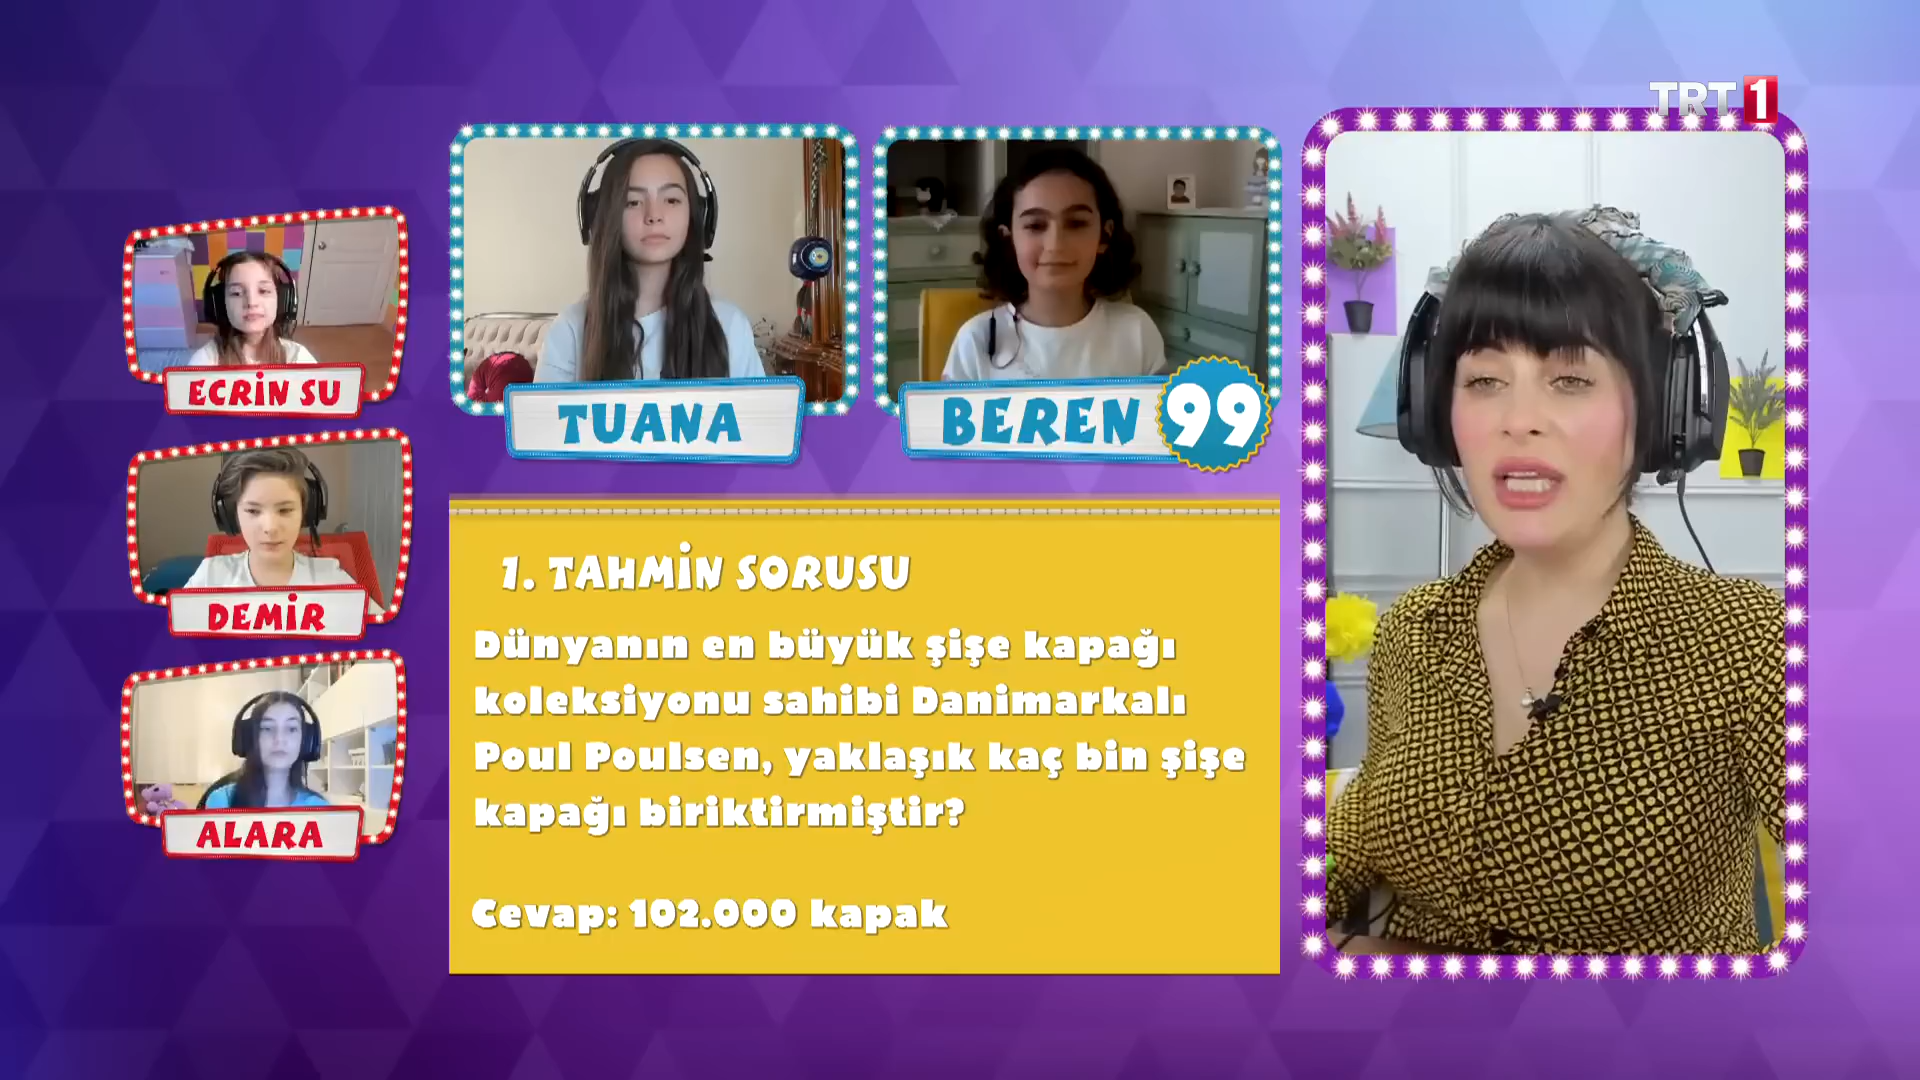 TRT 1
TUANA
BEREN 99
ECRİN SU
DEMİR
ALARA
1. TAHMİN SORUSU
Dünyanın en büyük şişe kapağı
koleksiyonu sahibi Danimarkalı
Poul Poulsen, yaklaşık kaç bin şişe
kapağı biriktirmiştir?
Cevap: 102.000 kapak